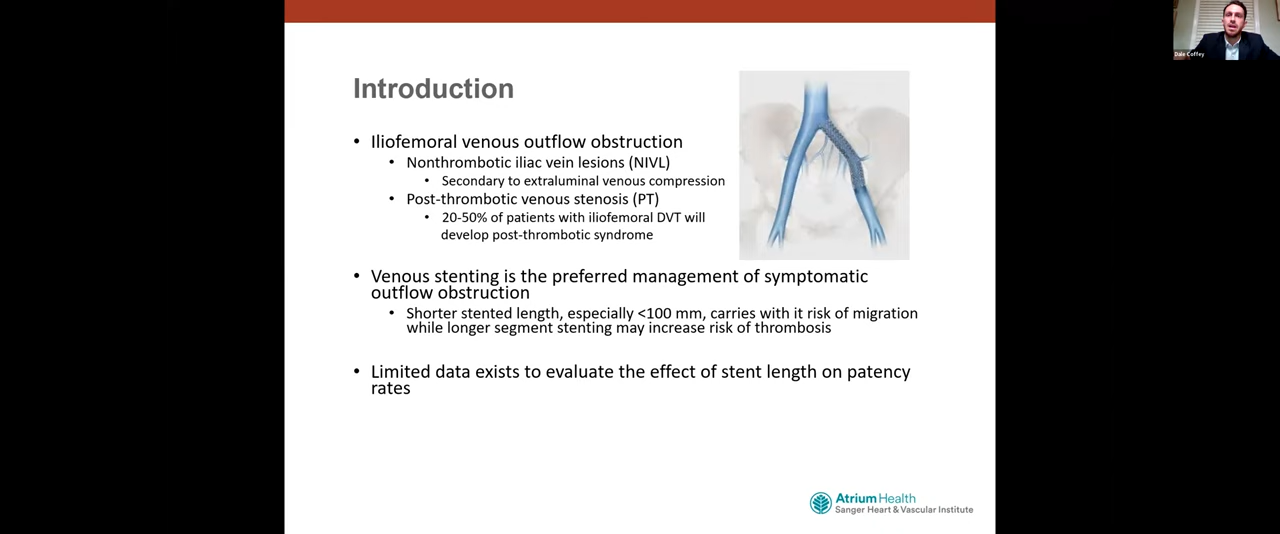 Dale Coffey
Introduction
• Iliofemoral venous outflow obstruction
• Nonthrombotic iliac vein lesions (NIVL)
• Secondary to extraluminal venous compression
• Post-thrombotic venous stenosis (PT)
• 20-50% of patients with iliofemoral DVT will
develop post-thrombotic syndrome
• Venous stenting is the preferred management of symptomatic
outflow obstruction
• Shorter stented length, especially <100 mm, carries with it risk of migration
while longer segment stenting may increase risk of thrombosis
• Limited data exists to evaluate the effect of stent length on patency
rates
Atrium Health
Sanger Heart & Vascular Institute